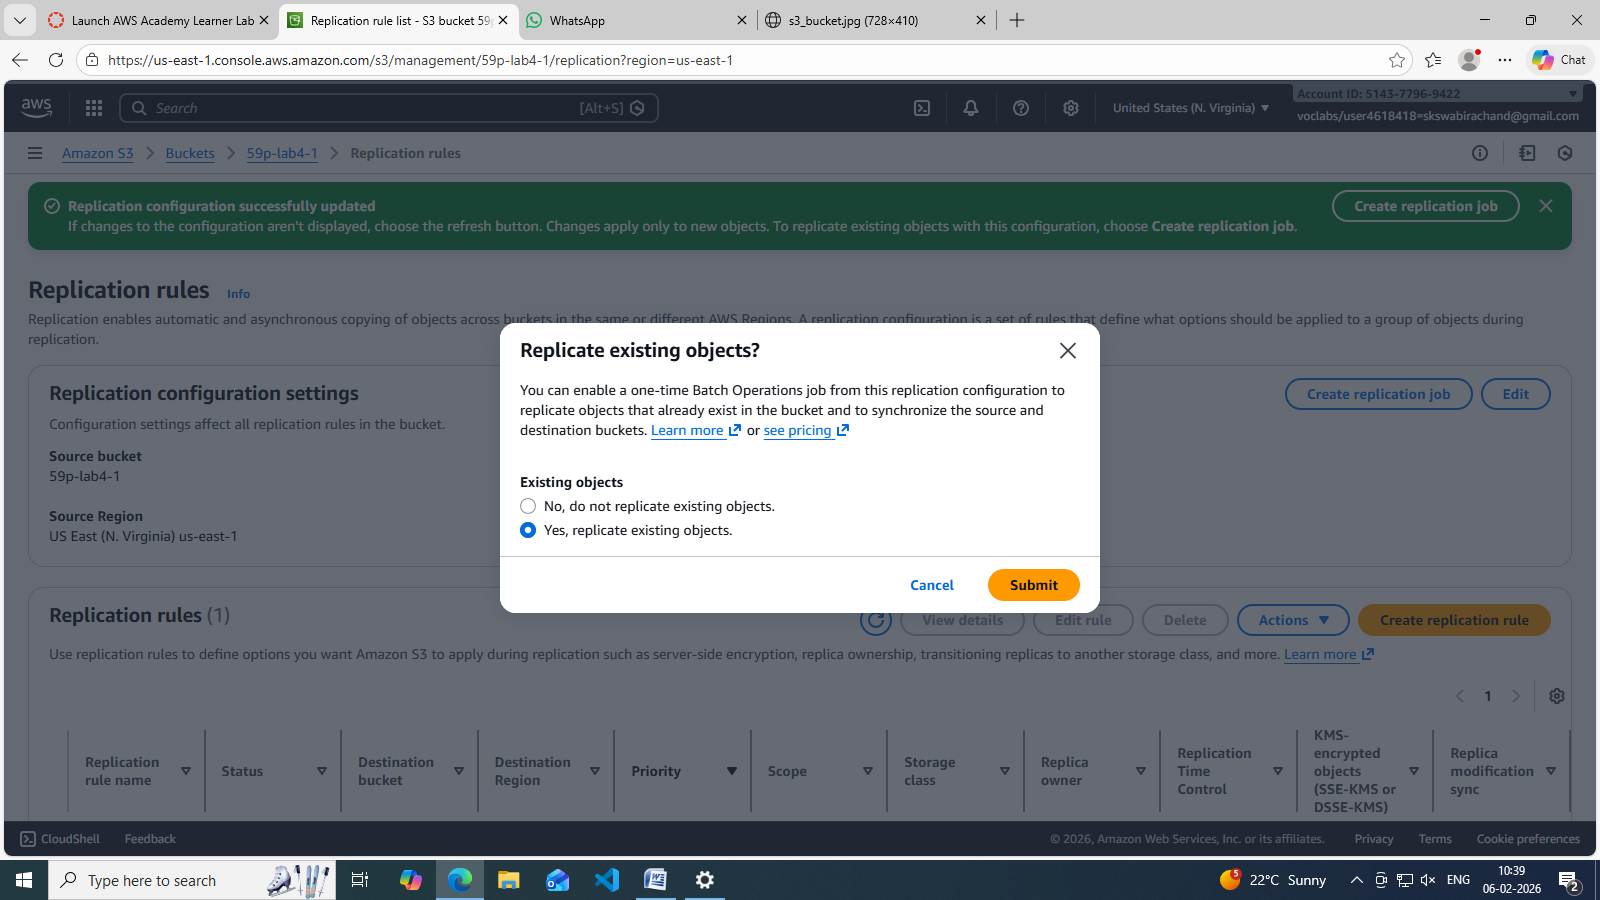 Launch AWS Academy Learner Lab
Replication rule list - S3 bucket 59p
WhatsApp
s3_bucket.jpg (728×410)
https://us-east-1.console.aws.amazon.com/s3/management/59p-lab4-1/replication?region=us-east-1
Chat
aws
Search
[Alt+S]
United States (N. Virginia)
Account ID: 5143-7796-9422
voclabs/user4618418=skswabirachand@gmail.com
Amazon S3 > Buckets > 59p-lab4-1 > Replication rules
Replication configuration successfully updated
If changes to the configuration aren't displayed, choose the refresh button. Changes apply only to new objects. To replicate existing objects with this configuration, choose Create replication job.
Create replication job
Replication rules Info
Replication enables automatic and asynchronous copying of objects across buckets in the same or different AWS Regions. A replication configuration is a set of rules that define what options should be applied to a group of objects during
replication.
Replication configuration settings
Configuration settings affect all replication rules in the bucket.
Create replication job
Edit
Source bucket
59p-lab4-1
Source Region
US East (N. Virginia) us-east-1
Replicate existing objects?
You can enable a one-time Batch Operations job from this replication configuration to
replicate objects that already exist in the bucket and to synchronize the source and
destination buckets. Learn more or see pricing
Existing objects
No, do not replicate existing objects.
Yes, replicate existing objects.
Cancel
Submit
Replication rules (1)
View details
Edit rule
Delete
Actions
Create replication rule
Use replication rules to define options you want Amazon S3 to apply during replication such as server-side encryption, replica ownership, transitioning replicas to another storage class, and more. Learn more
1
Replication
rule name
Status
Destination
bucket
Destination
Region
Priority
Scope
Storage
class
Replica
owner
Replication
Time
Control
KMS-
encrypted
objects
(SSE-KMS or
DSSE-KMS)
Replica
modification
sync
CloudShell
Feedback
© 2026, Amazon Web Services, Inc. or its affiliates.
Privacy
Terms
Cookie preferences
Type here to search
5
22°C Sunny
ENG
10:39
06-02-2026
2